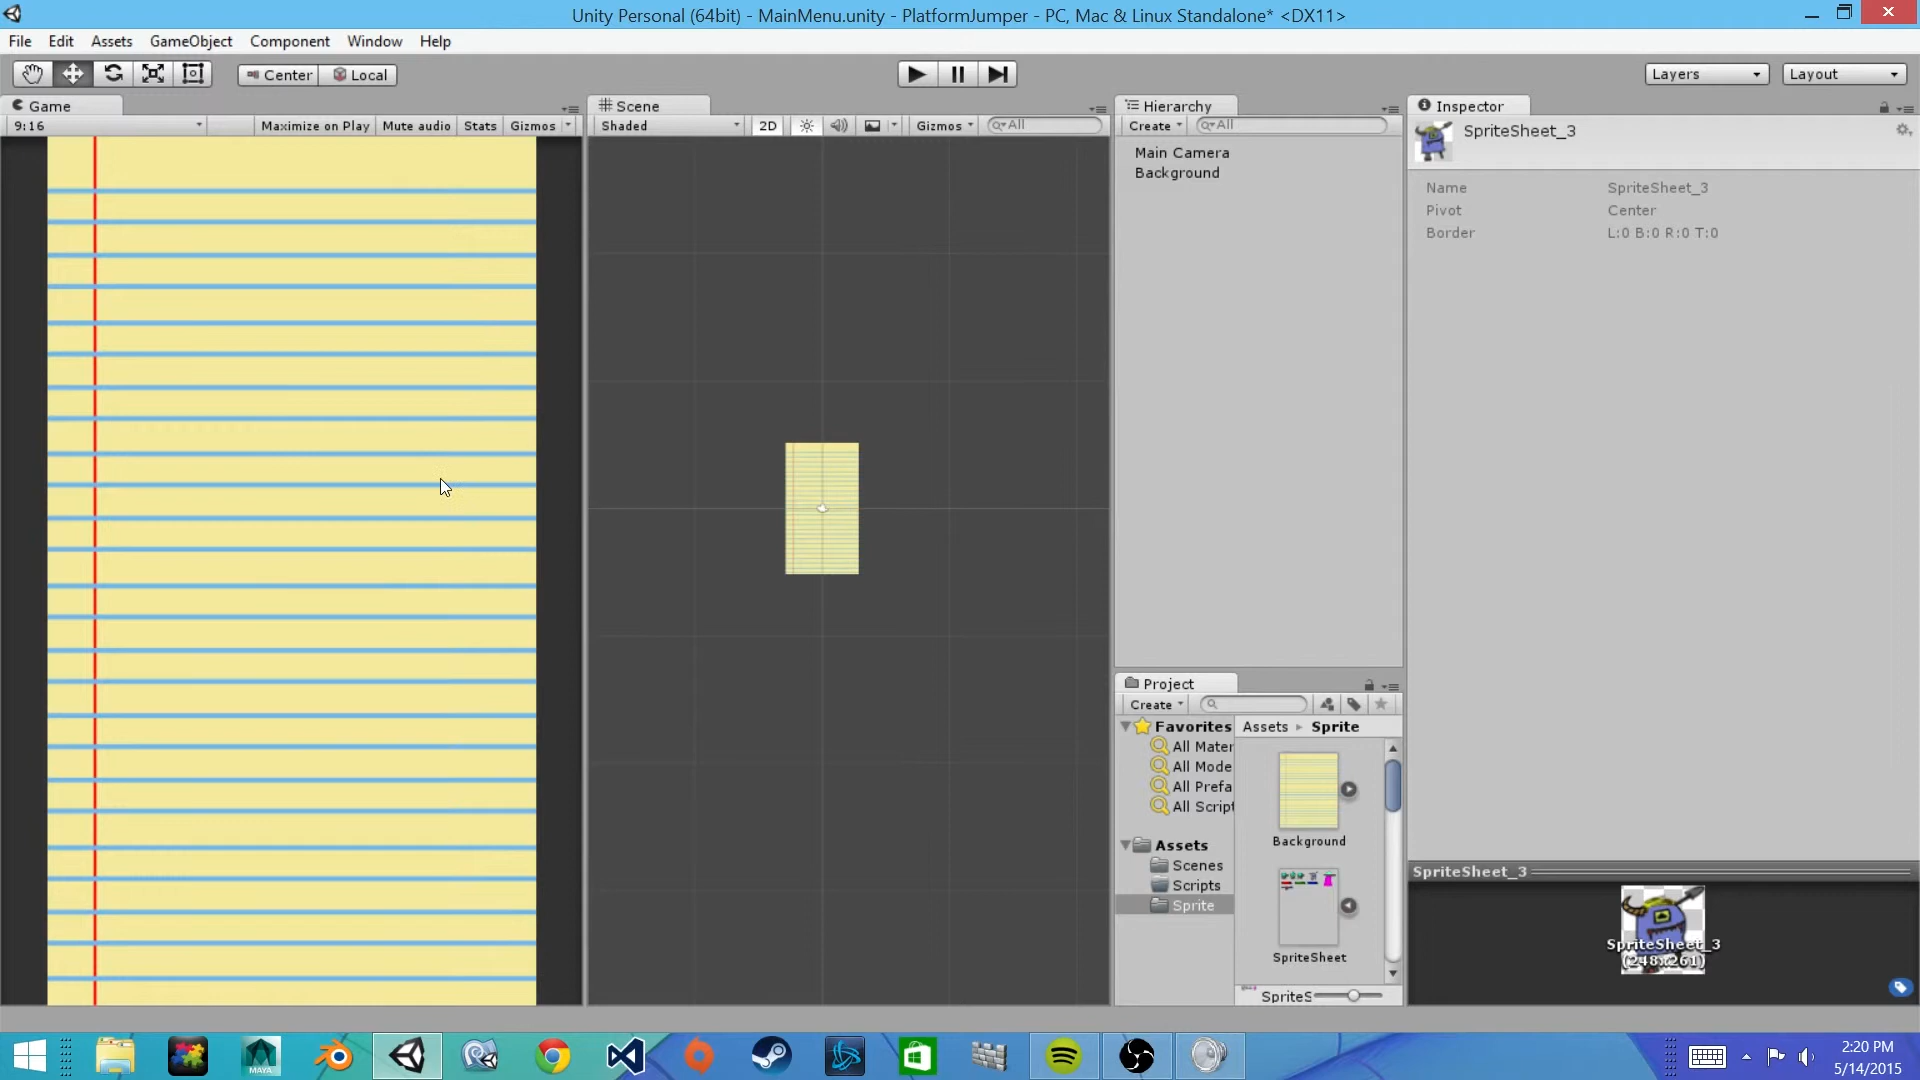 Unity Personal (64bit) - MainMenu.unity - PlatformJumper - PC, Mac & Linux Standalone* <DX11>
File Edit Assets GameObject Component Window Help
Center Local Layers Layout
Game Scene Hierarchy Inspector
9:16 Maximize on Play Mute audio Stats Gizmos Shaded 2D Gizmos All Create All
SpriteSheet_3
Main Camera
Background
Name SpriteSheet_3
Pivot Center
Border L:0 B:0 R:0 T:0
Project
Create
Favorites Assets Sprite
All Mater
All Mode
All Prefa
All Script
Background
Assets
Scenes
Scripts
Sprite
SpriteSheet
SpriteS
SpriteSheet_3
SpriteSheet_3
(248x261)
MAYA
2:20 PM
5/14/2015